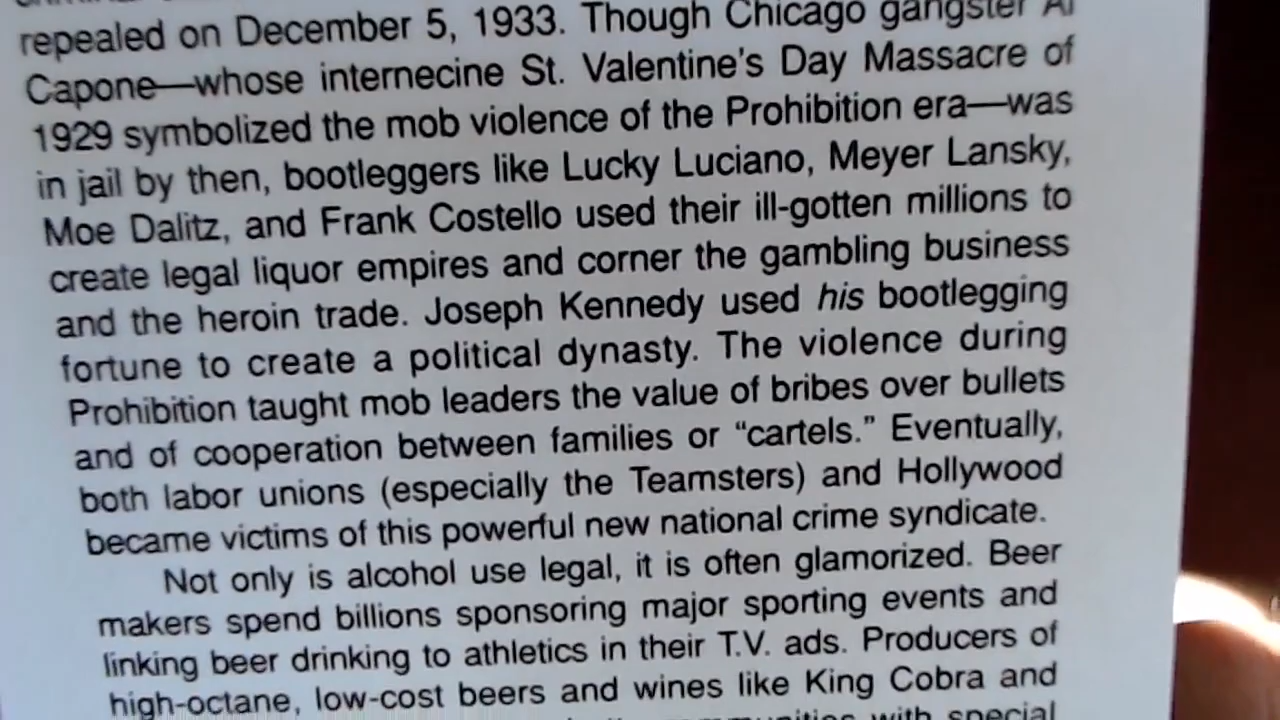 repealed on December 5, 1933. Though Chicago gangster Al
Capone—whose internecine St. Valentine's Day Massacre of
1929 symbolized the mob violence of the Prohibition era—was
in jail by then, bootleggers like Lucky Luciano, Meyer Lansky,
Moe Dalitz, and Frank Costello used their ill-gotten millions to
create legal liquor empires and corner the gambling business
and the heroin trade. Joseph Kennedy used his bootlegging
fortune to create a political dynasty. The violence during
Prohibition taught mob leaders the value of bribes over bullets
and of cooperation between families or “cartels.” Eventually,
both labor unions (especially the Teamsters) and Hollywood
became victims of this powerful new national crime syndicate.
Not only is alcohol use legal, it is often glamorized. Beer
makers spend billions sponsoring major sporting events and
linking beer drinking to athletics in their T.V. ads. Producers of
high-octane, low-cost beers and wines like King Cobra and
communities with special